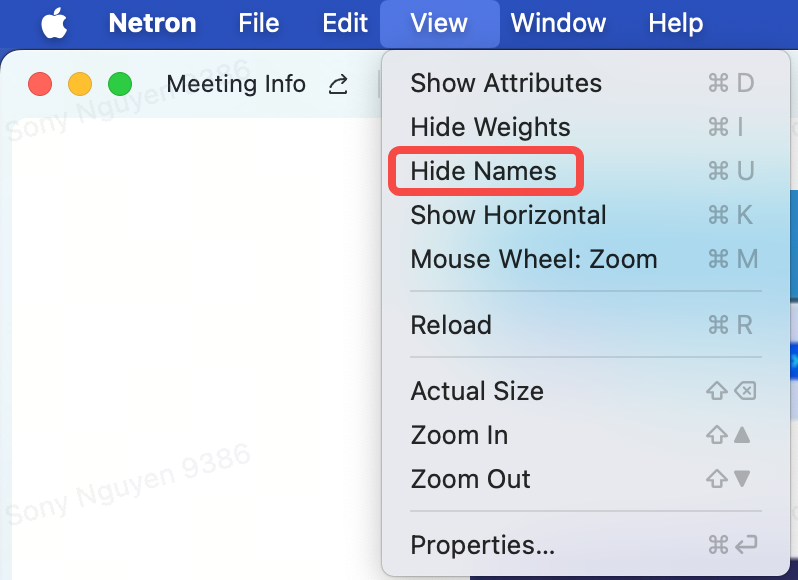 Netron File Edit View Window Help
Meeting Info
Sony Nguyen 9386
Show Attributes ⌘ D
Hide Weights ⌘ I
Hide Names ⌘ U
Show Horizontal ⌘ K
Mouse Wheel: Zoom ⌘ M
Reload ⌘ R
Actual Size ⇧ ⌫
Zoom In ⇧ ▲
Zoom Out ⇧ ▼
Sony Nguyen 9386
Properties... ⌘ ↩